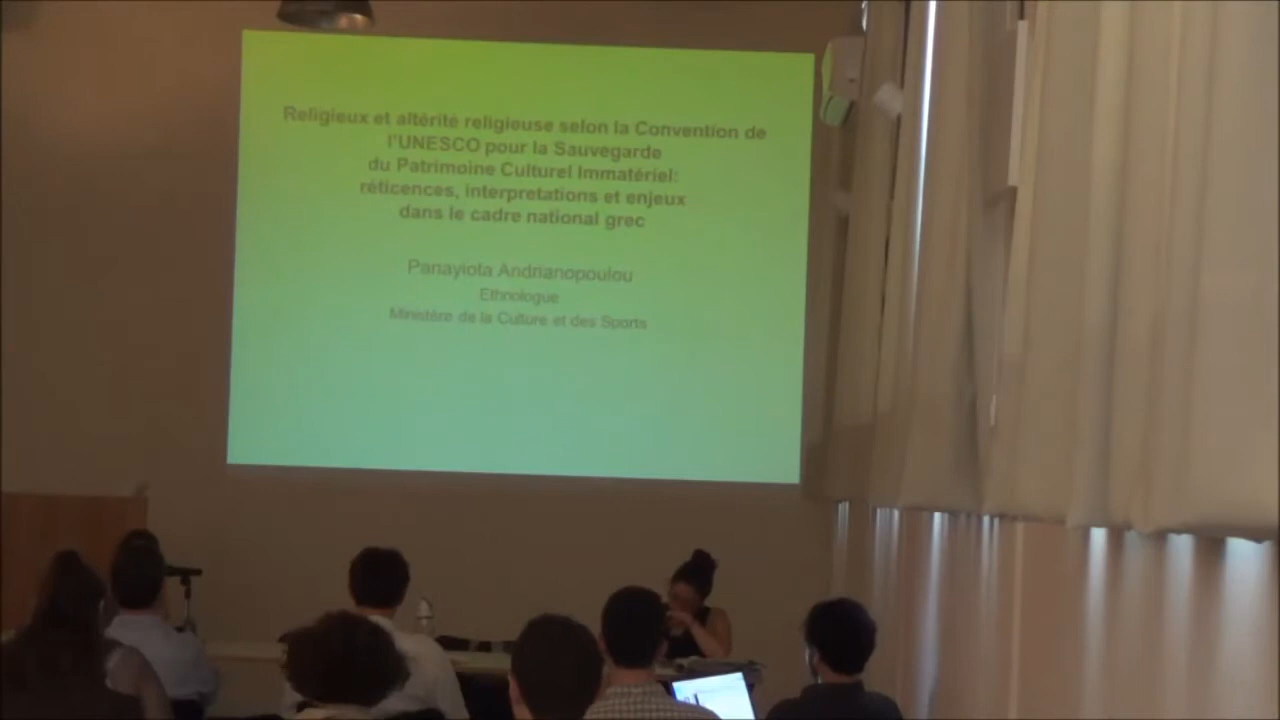 Religieux et altérité religieuse selon la Convention de
l'UNESCO pour la Sauvegarde
du Patrimoine Culturel Immatériel:
réticences, interpretations et enjeux
dans le cadre national grec
Panayiota Andrianopoulou
Ethnologue
Ministère de la Culture et des Sports